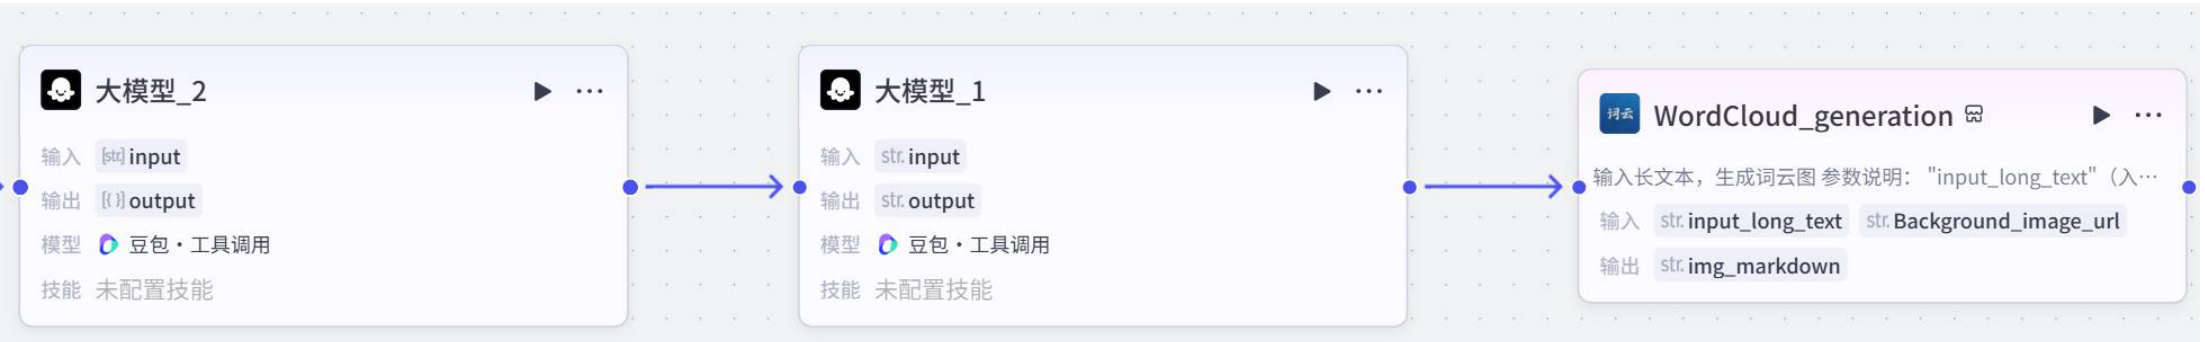 大模型_2
输入 [str] input
输出 [{}] output
模型 豆包·工具调用
技能 未配置技能
大模型_1
输入 str. input
输出 str. output
模型 豆包·工具调用
技能 未配置技能
词云 WordCloud_generation
输入长文本，生成词云图 参数说明： "input_long_text"（入…
输入 str. input_long_text str. Background_image_url
输出 str. img_markdown